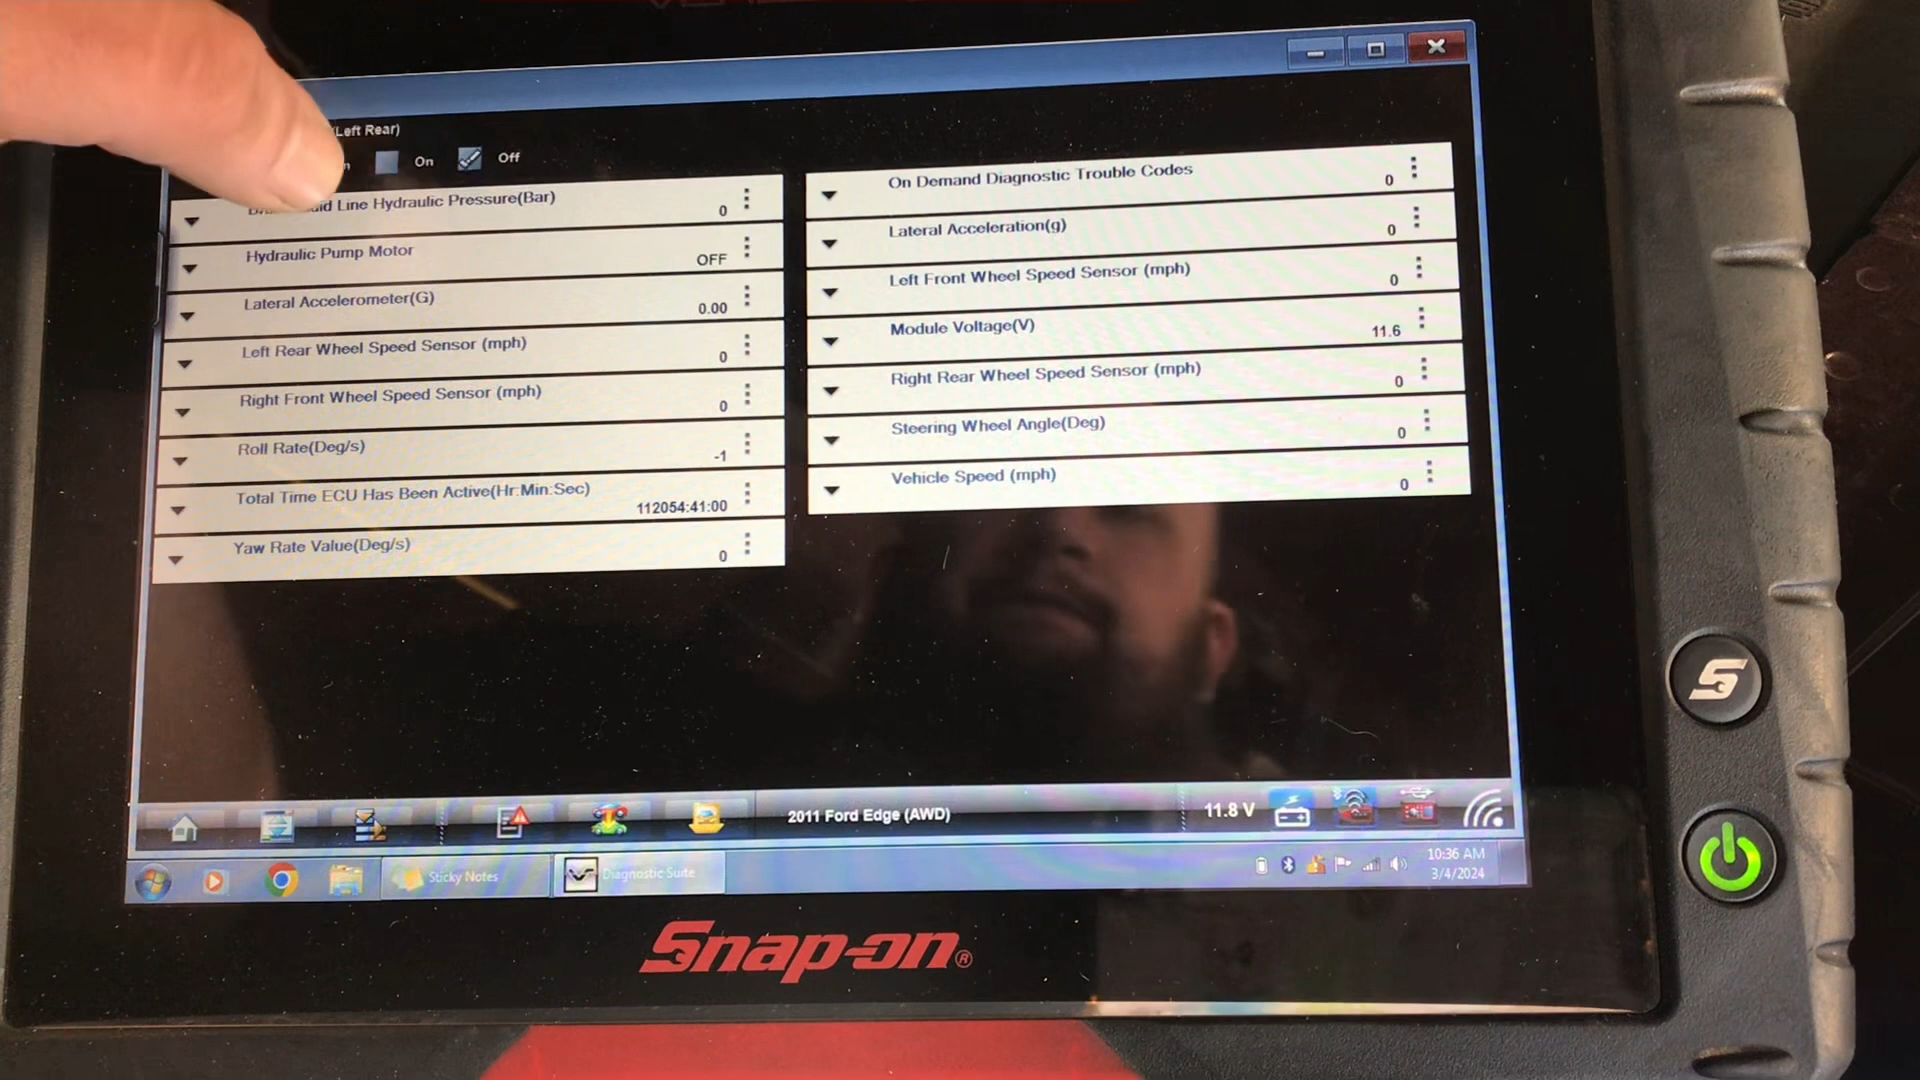 (Left Rear)
On
Off
Line Hydraulic Pressure(Bar)
0
Hydraulic Pump Motor
OFF
Lateral Accelerometer(G)
0.00
Left Rear Wheel Speed Sensor (mph)
0
Right Front Wheel Speed Sensor (mph)
0
Roll Rate(Deg/s)
-1
Total Time ECU Has Been Active(Hr:Min:Sec)
112054:41:00
Yaw Rate Value(Deg/s)
0
On Demand Diagnostic Trouble Codes
0
Lateral Acceleration(g)
0
Left Front Wheel Speed Sensor (mph)
0
Module Voltage(V)
11.6
Right Rear Wheel Speed Sensor (mph)
0
Steering Wheel Angle(Deg)
0
Vehicle Speed (mph)
0
2011 Ford Edge (AWD)
11.8 V
Sticky Notes
Diagnostic Suite
10:36 AM
3/4/2024
Snap-on
S